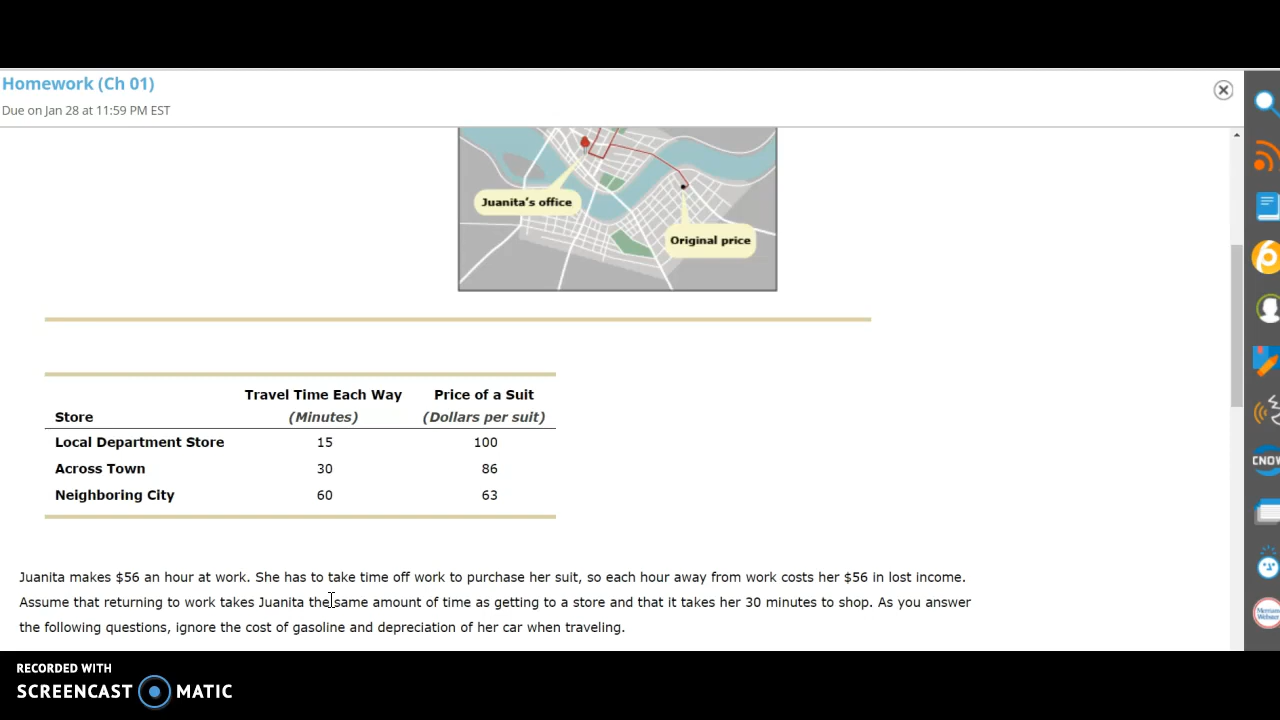 Homework (Ch 01)
Due on Jan 28 at 11:59 PM EST
Juanita's office
Original price
Travel Time Each Way Price of a Suit
Store (Minutes) (Dollars per suit)
Local Department Store 15 100
Across Town 30 86
Neighboring City 60 63
Juanita makes $56 an hour at work. She has to take time off work to purchase her suit, so each hour away from work costs her $56 in lost income.
Assume that returning to work takes Juanita the same amount of time as getting to a store and that it takes her 30 minutes to shop. As you answer
the following questions, ignore the cost of gasoline and depreciation of her car when traveling.
CNOW
Merriam
Webster
RECORDED WITH
SCREENCAST MATIC